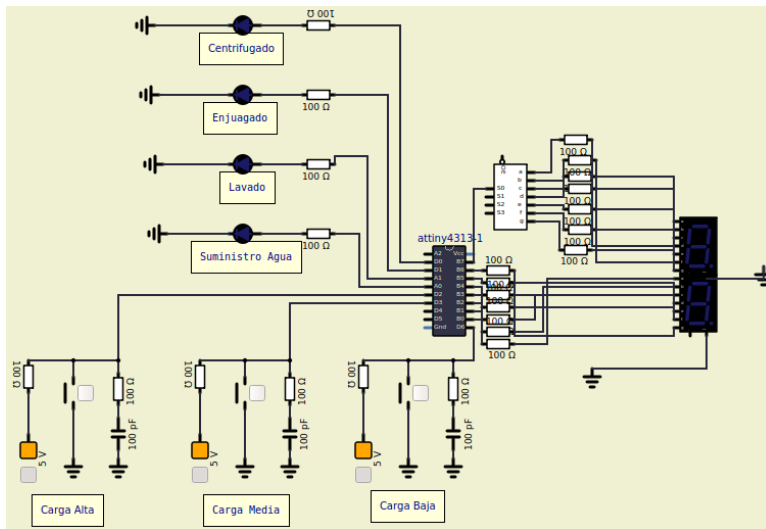 100 Ω
Centrifugado
100 Ω
Enjuagado
100 Ω
Lavado
100 Ω
Suministro Agua
attiny4313-1
A2 Vcc
D0 B7
D1 B6
A1 B5
A0 B4
D2 B3
D3 B2
D4 B1
D5 B0
Gnd D6
S0
S1
S2
S3
a
b
c
d
e
f
g
100 Ω
100 Ω
100 Ω
100 Ω
100 Ω
100 Ω
100 Ω
100 Ω
100 Ω
100 Ω
100 Ω
100 Ω
100 Ω
100 pF
5 V
Carga Alta
100 Ω
100 Ω
100 pF
5 V
Carga Media
100 Ω
100 Ω
100 pF
5 V
Carga Baja